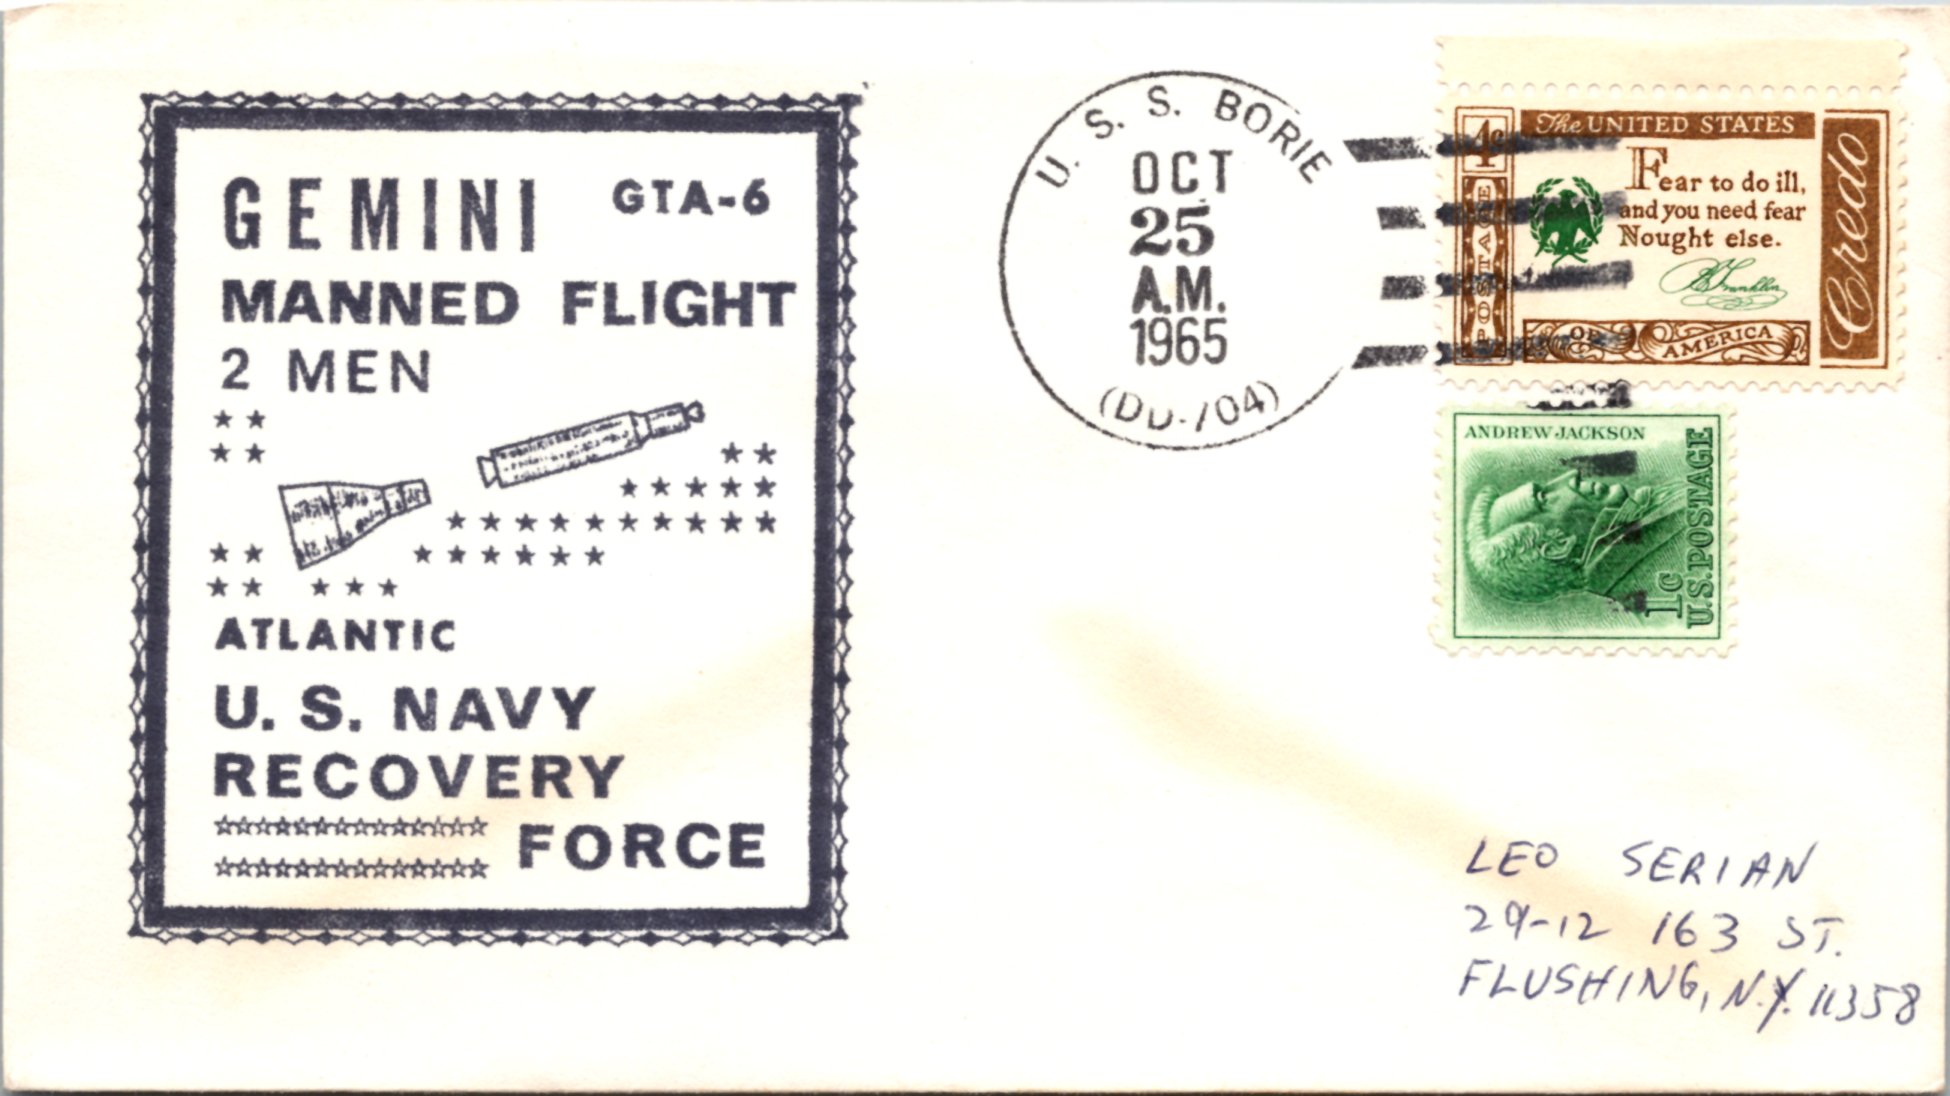 GEMINI GTA-6
MANNED FLIGHT
2 MEN
ATLANTIC
U. S. NAVY
RECOVERY
FORCE
U. S. S. BORIE
OCT
25
A.M.
1965
(DD-704)
4c
POSTAGE
The UNITED STATES
Fear to do ill,
and you need fear
Nought else.
B Franklin
OF AMERICA
Credo
ANDREW JACKSON
1c
U.S. POSTAGE
LEO SERIAN
29-12 163 ST.
FLUSHING, N.Y. 11358